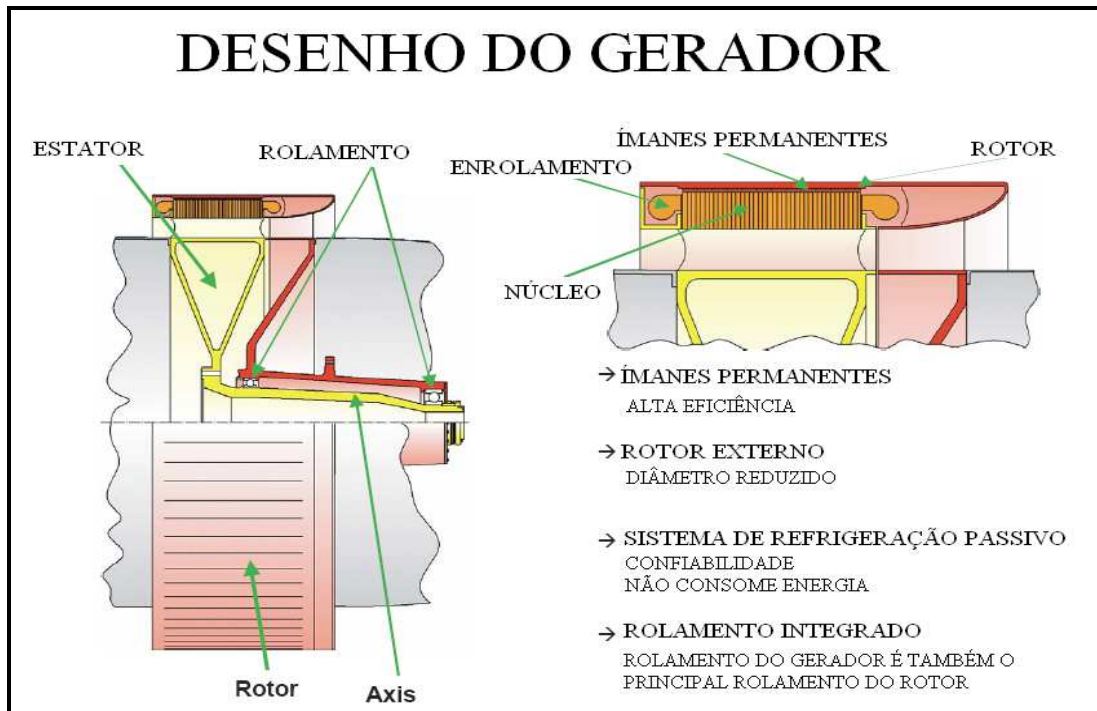 DESENHO DO GERADOR
ESTATOR
ROLAMENTO
Rotor
Axis
ÍMANES PERMANENTES
ENROLAMENTO
ROTOR
NÚCLEO
→ ÍMANES PERMANENTES
ALTA EFICIÊNCIA
→ ROTOR EXTERNO
DIÂMETRO REDUZIDO
→ SISTEMA DE REFRIGERAÇÃO PASSIVO
CONFIABILIDADE
NÃO CONSOME ENERGIA
→ ROLAMENTO INTEGRADO
ROLAMENTO DO GERADOR É TAMBÉM O
PRINCIPAL ROLAMENTO DO ROTOR